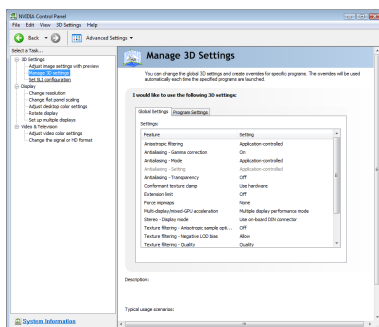 NVIDIA Control Panel
File Edit View 3D Settings Help
Back Advanced Settings
Select a Task...
3D Settings
Adjust image settings with preview
Manage 3D settings
Set SLI configuration
Display
Change resolution
Change flat panel scaling
Adjust desktop color settings
Rotate display
Set up multiple displays
Video & Television
Adjust video color settings
Change the signal or HD format
System Information
Manage 3D Settings
You can change the global 3D settings and create overrides for specific programs. The overrides will be used
automatically each time the specified programs are launched.
I would like to use the following 3D settings:
Global Settings Program Settings
Settings:
Feature Setting
Anisotropic filtering Application-controlled
Antialiasing - Gamma correction On
Antialiasing - Mode Application-controlled
Antialiasing - Setting Application-controlled
Antialiasing - Transparency Off
Conformant texture clamp Use hardware
Extension limit Off
Force mipmaps None
Multi-display/mixed-GPU acceleration Multiple display performance mode
Stereo - Display mode Use on-board DIN connector
Texture filtering - Anisotropic sample opti... Off
Texture filtering - Negative LOD bias Allow
Texture filtering - Quality Quality
Description:
Typical usage scenarios: